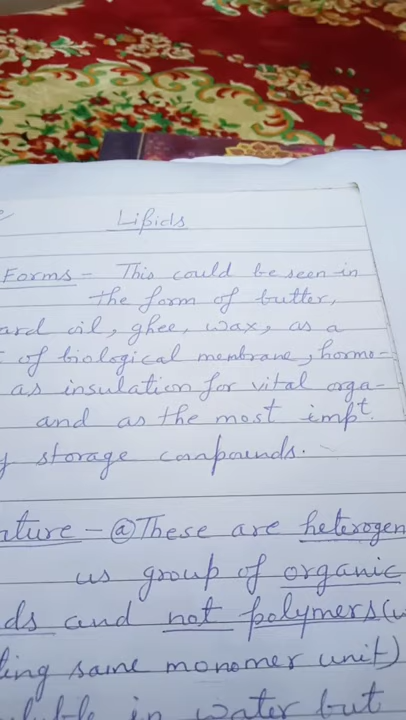 Lipids
Forms - This could be seen in
the form of butter,
ard oil, ghee, wax, as a
of biological membrane, hormo-
as insulation for vital orga-
and as the most impt.
y storage compounds.
ature - @ These are heterogen
us group of organic
ds and not polymers (w
ting same monomer unit)
in water but